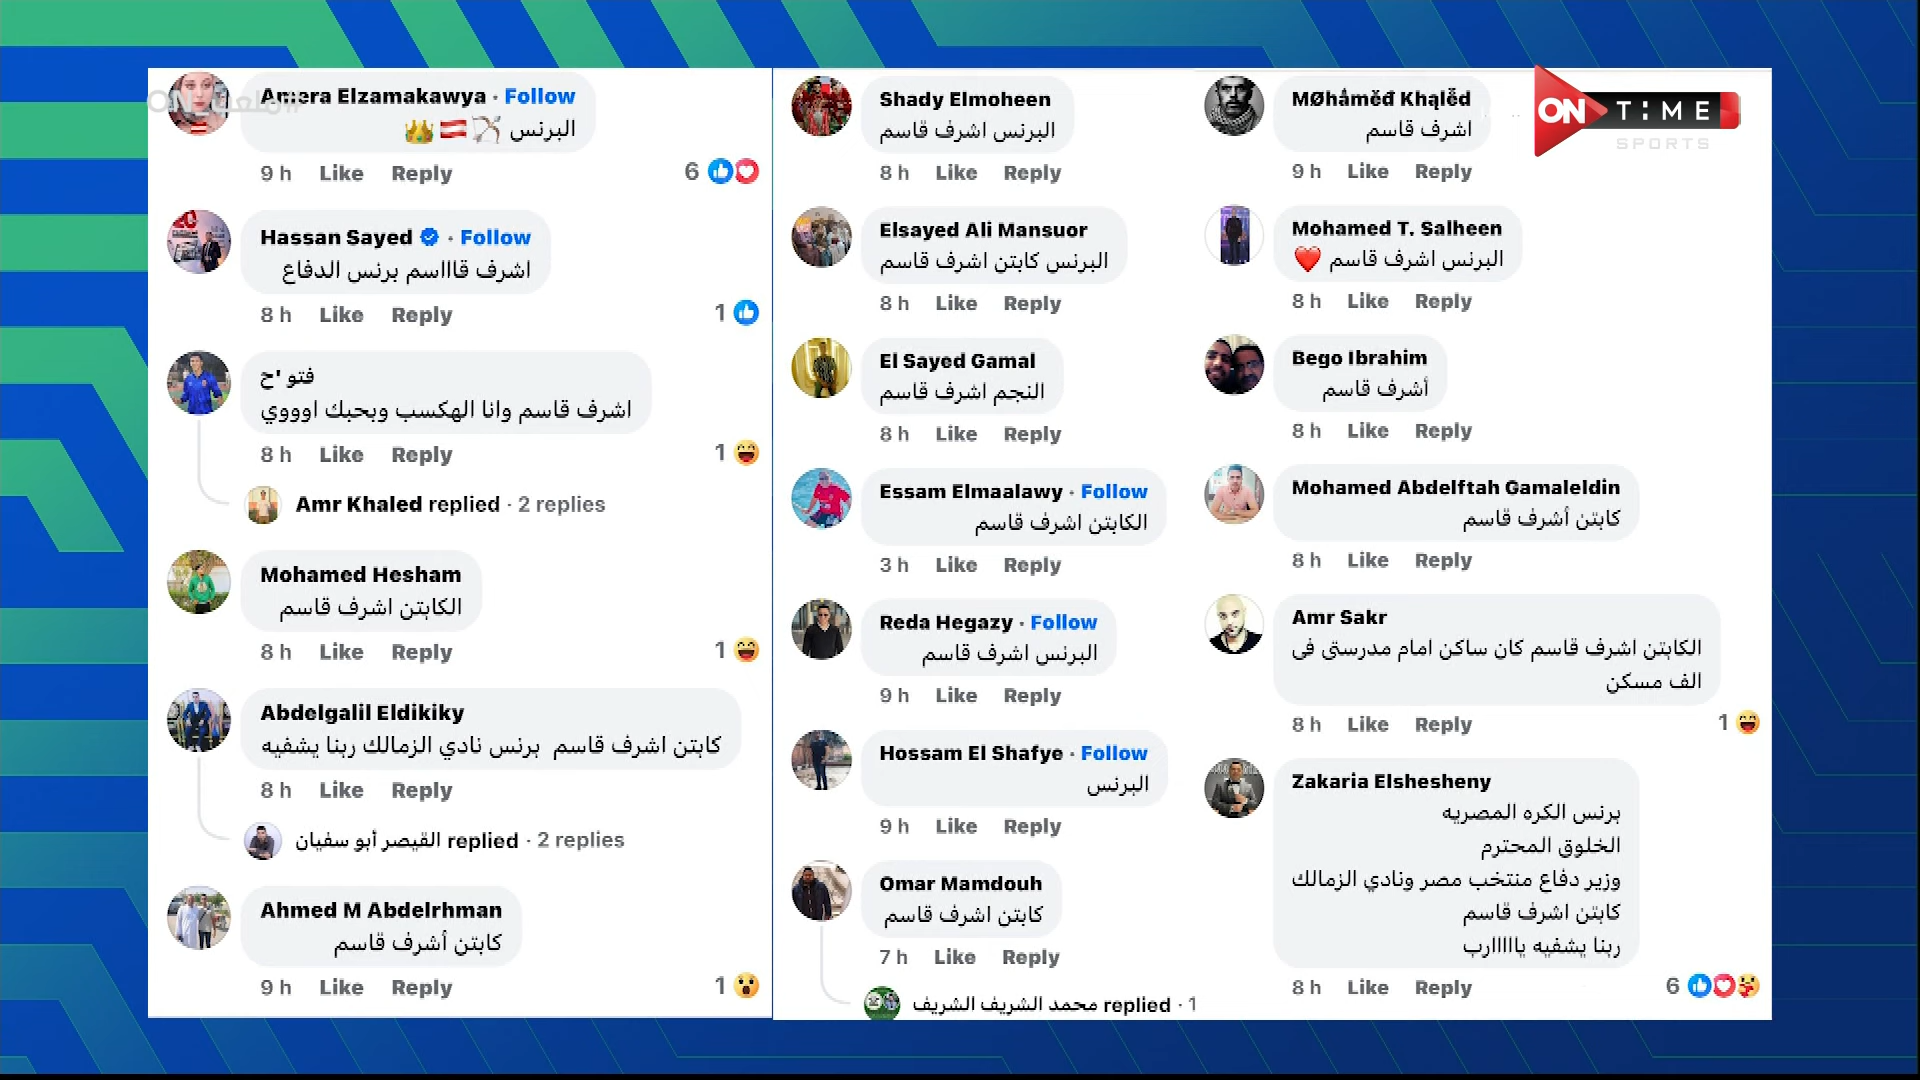 Amera Elzamakawya · Follow
البرنس 🏹🇦🇹👑
9 h Like Reply 6
Hassan Sayed · Follow
اشرف قاااسم برنس الدفاع
8 h Like Reply 1
فتو 'ح
اشرف قاسم وانا الهكسب وبحبك اوووي
8 h Like Reply 1
Amr Khaled replied · 2 replies
Mohamed Hesham
الكابتن اشرف قاسم
8 h Like Reply 1
Abdelgalil Eldikiky
كابتن اشرف قاسم برنس نادي الزمالك ربنا يشفيه
8 h Like Reply
القيصر أبو سفيان replied · 2 replies
Ahmed M Abdelrhman
كابتن أشرف قاسم
9 h Like Reply 1
Shady Elmoheen
البرنس اشرف قاسم
8 h Like Reply
Elsayed Ali Mansuor
البرنس كابتن اشرف قاسم
8 h Like Reply
El Sayed Gamal
النجم اشرف قاسم
8 h Like Reply
Essam Elmaalawy · Follow
الكابتن اشرف قاسم
3 h Like Reply
Reda Hegazy · Follow
البرنس اشرف قاسم
9 h Like Reply
Hossam El Shafye · Follow
البرنس
9 h Like Reply
Omar Mamdouh
كابتن اشرف قاسم
7 h Like Reply
محمد الشريف الشريف replied · 1
MØhåmĕđ Khąlĕd
اشرف قاسم
9 h Like Reply
Mohamed T. Salheen
البرنس اشرف قاسم ❤️
8 h Like Reply
Bego Ibrahim
أشرف قاسم
8 h Like Reply
Mohamed Abdelftah Gamaleldin
كابتن أشرف قاسم
8 h Like Reply
Amr Sakr
الكابتن اشرف قاسم كان ساكن امام مدرستى فى
الف مسكن
8 h Like Reply 1
Zakaria Elshesheny
برنس الكره المصريه
الخلوق المحترم
وزير دفاع منتخب مصر ونادي الزمالك
كابتن اشرف قاسم
ربنا يشفيه يااااارب
8 h Like Reply 6
ON TIME
SPORTS